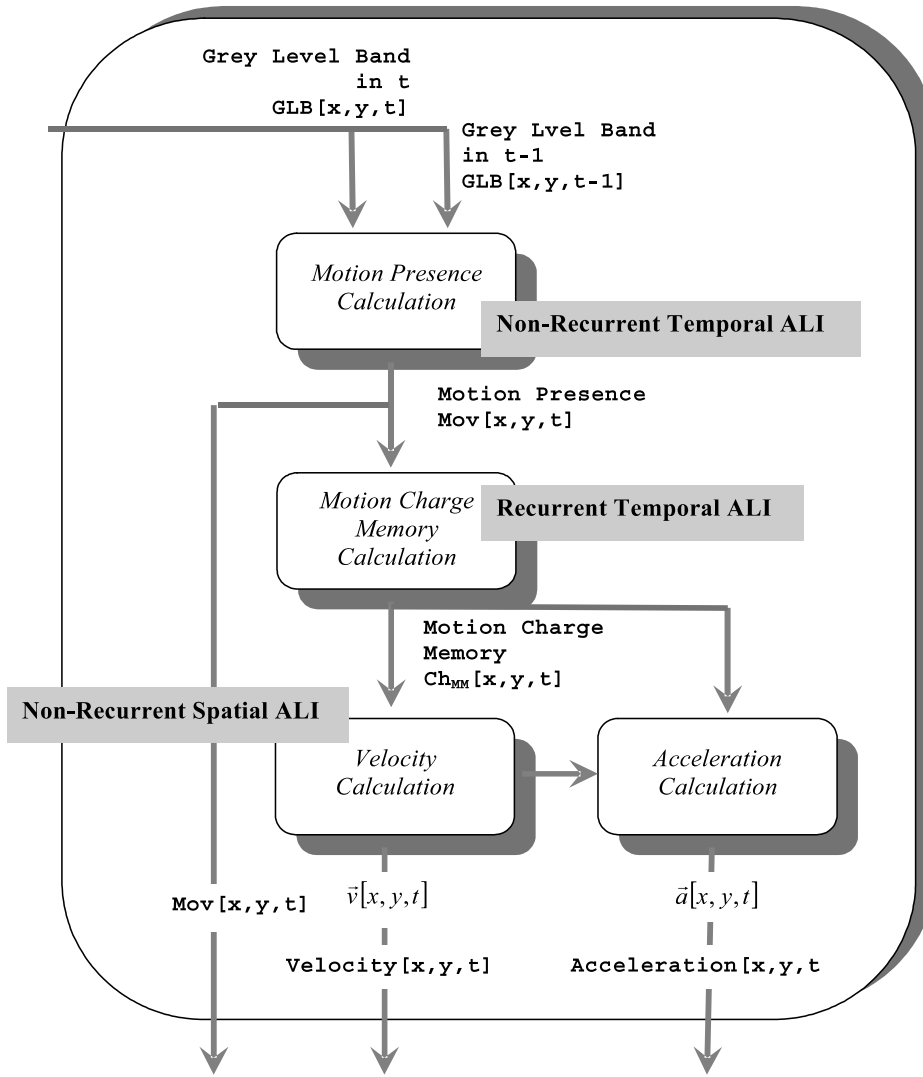 Grey Level Band
in t
GLB[x,y,t]
Grey Lvel Band
in t-1
GLB[x,y,t-1]
Motion Presence
Calculation
Non-Recurrent Temporal ALI
Motion Presence
Mov[x,y,t]
Motion Charge
Memory
Calculation
Recurrent Temporal ALI
Motion Charge
Memory
Ch_MM[x,y,t]
Non-Recurrent Spatial ALI
Velocity
Calculation
Acceleration
Calculation
Mov[x,y,t]
v⃗[x, y, t]
a⃗[x, y, t]
Velocity[x,y,t]
Acceleration[x,y,t